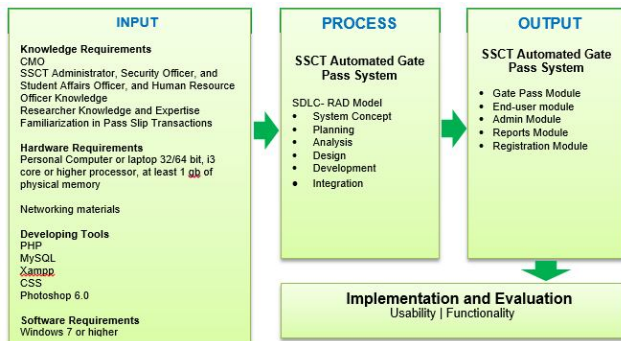 INPUT
Knowledge Requirements
CMO
SSCT Administrator, Security Officer, and
Student Affairs Officer, and Human Resource
Officer Knowledge
Researcher Knowledge and Expertise
Familiarization in Pass Slip Transactions
Hardware Requirements
Personal Computer or laptop 32/64 bit, i3
core or higher processor, at least 1 gb of
physical memory
Networking materials
Developing Tools
PHP
MySQL
Xampp
CSS
Photoshop 6.0
Software Requirements
Windows 7 or higher
PROCESS
SSCT Automated Gate
Pass System
SDLC- RAD Model
• System Concept
• Planning
• Analysis
• Design
• Development
• Integration
OUTPUT
SSCT Automated Gate
Pass System
• Gate Pass Module
• End-user module
• Admin Module
• Reports Module
• Registration Module
Implementation and Evaluation
Usability | Functionality